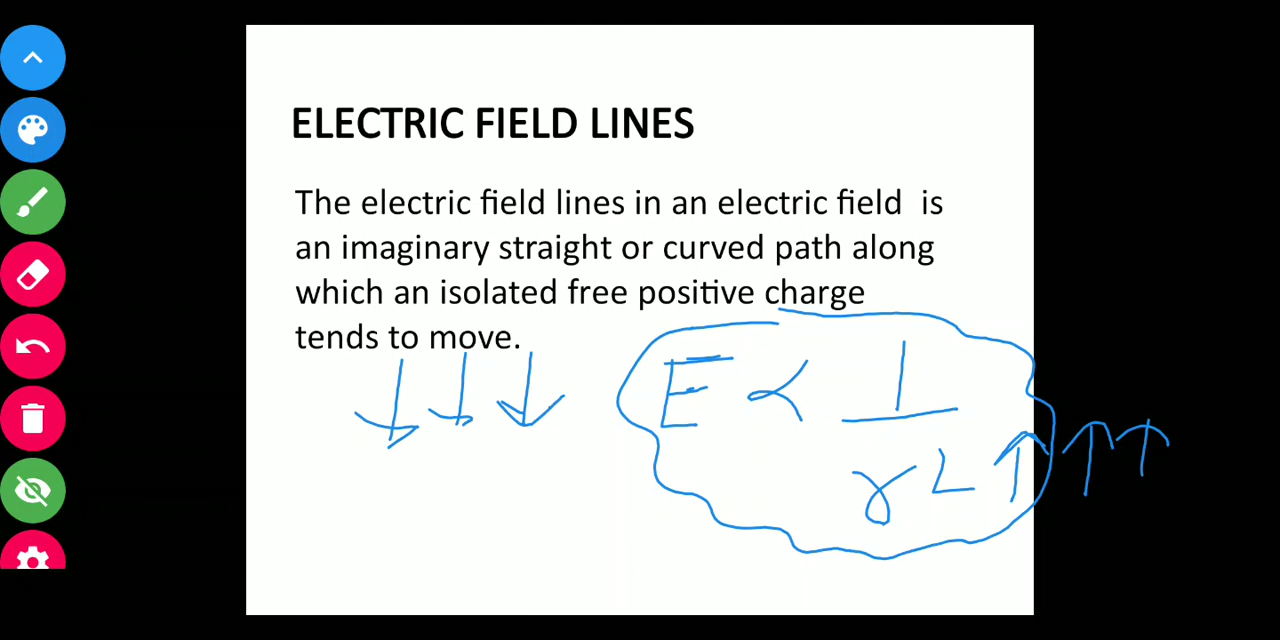 ELECTRIC FIELD LINES
The electric field lines in an electric field is
an imaginary straight or curved path along
which an isolated free positive charge
tends to move.
↓ ↓ ↓ E ∝ 1
r² ↑ ↑ ↑